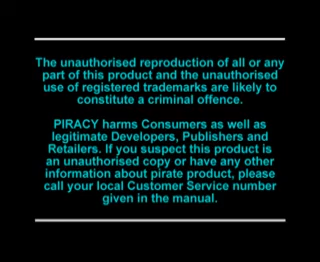 The unauthorised reproduction of all or any
part of this product and the unauthorised
use of registered trademarks are likely to
constitute a criminal offence.
PIRACY harms Consumers as well as
legitimate Developers, Publishers and
Retailers. If you suspect this product is
an unauthorised copy or have any other
information about pirate product, please
call your local Customer Service number
given in the manual.